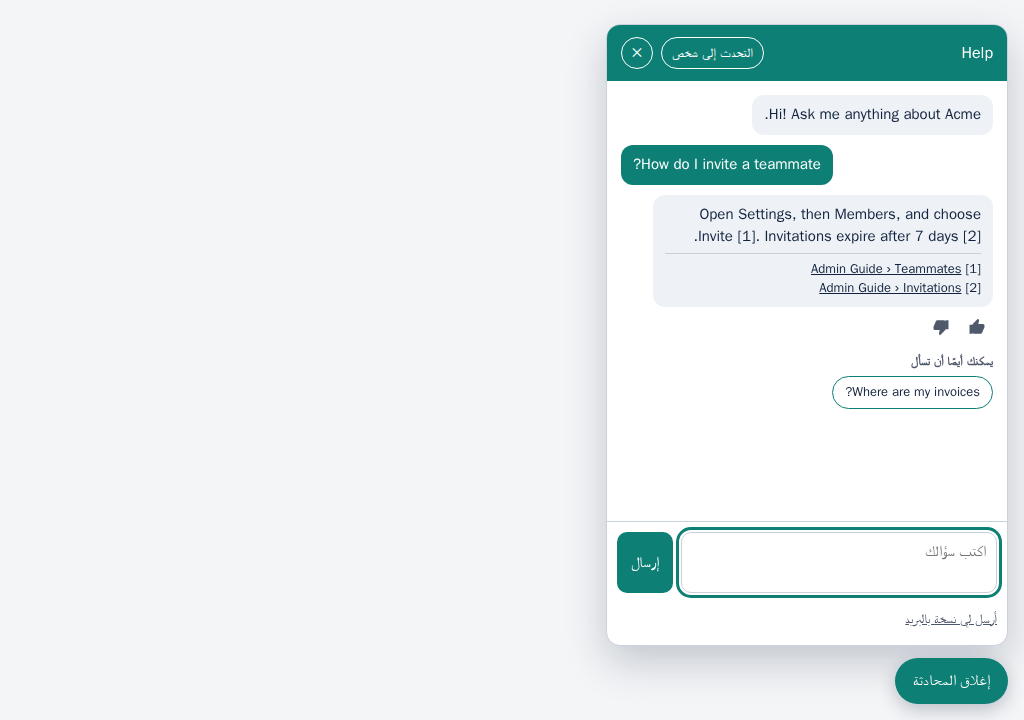 Help
التحدث إلى شخص
×
.Hi! Ask me anything about Acme
?How do I invite a teammate
Open Settings, then Members, and choose
.Invite [1]. Invitations expire after 7 days [2]
[1] Admin Guide › Teammates
[2] Admin Guide › Invitations
يمكنك أيضًا أن تسأل
?Where are my invoices
اكتب سؤالك
إرسال
أرسل لي نسخة بالبريد
إغلاق المحادثة